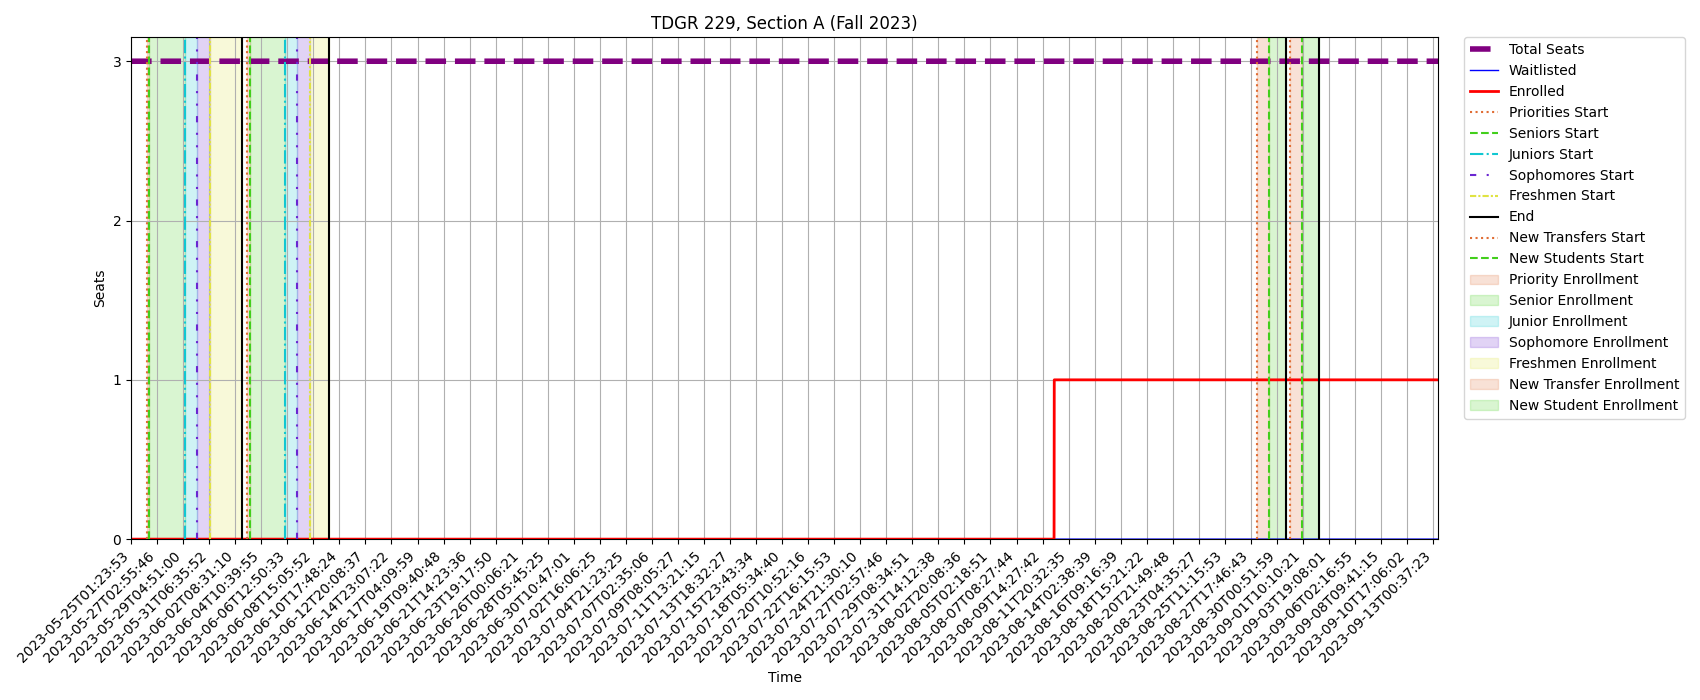 TDGR 229, Section A (Fall 2023)
3
2
1
0
Seats
2023-05-25T01:23:53
2023-05-27T02:55:46
2023-05-29T04:51:00
2023-05-31T06:35:52
2023-06-02T08:31:10
2023-06-04T10:39:55
2023-06-06T12:50:33
2023-06-08T15:05:52
2023-06-10T17:48:24
2023-06-12T20:08:37
2023-06-14T23:07:22
2023-06-17T04:09:59
2023-06-19T09:40:48
2023-06-21T14:23:36
2023-06-23T19:17:50
2023-06-26T00:06:21
2023-06-28T05:45:25
2023-06-30T10:47:01
2023-07-02T16:06:25
2023-07-04T21:23:25
2023-07-07T02:35:06
2023-07-09T08:05:27
2023-07-11T13:21:15
2023-07-13T18:32:27
2023-07-15T23:43:34
2023-07-18T05:34:40
2023-07-20T10:52:16
2023-07-22T16:15:53
2023-07-24T21:30:10
2023-07-27T02:57:46
2023-07-29T08:34:51
2023-07-31T14:12:38
2023-08-02T20:08:36
2023-08-05T02:18:51
2023-08-07T08:27:44
2023-08-09T14:27:42
2023-08-11T20:32:35
2023-08-14T02:38:39
2023-08-16T09:16:39
2023-08-18T15:21:22
2023-08-20T21:49:48
2023-08-23T04:35:27
2023-08-25T11:15:53
2023-08-27T17:46:43
2023-08-30T00:51:59
2023-09-01T10:10:21
2023-09-03T19:08:01
2023-09-06T02:16:55
2023-09-08T09:41:15
2023-09-10T17:06:02
2023-09-13T00:37:23
Time
Total Seats
Waitlisted
Enrolled
Priorities Start
Seniors Start
Juniors Start
Sophomores Start
Freshmen Start
End
New Transfers Start
New Students Start
Priority Enrollment
Senior Enrollment
Junior Enrollment
Sophomore Enrollment
Freshmen Enrollment
New Transfer Enrollment
New Student Enrollment